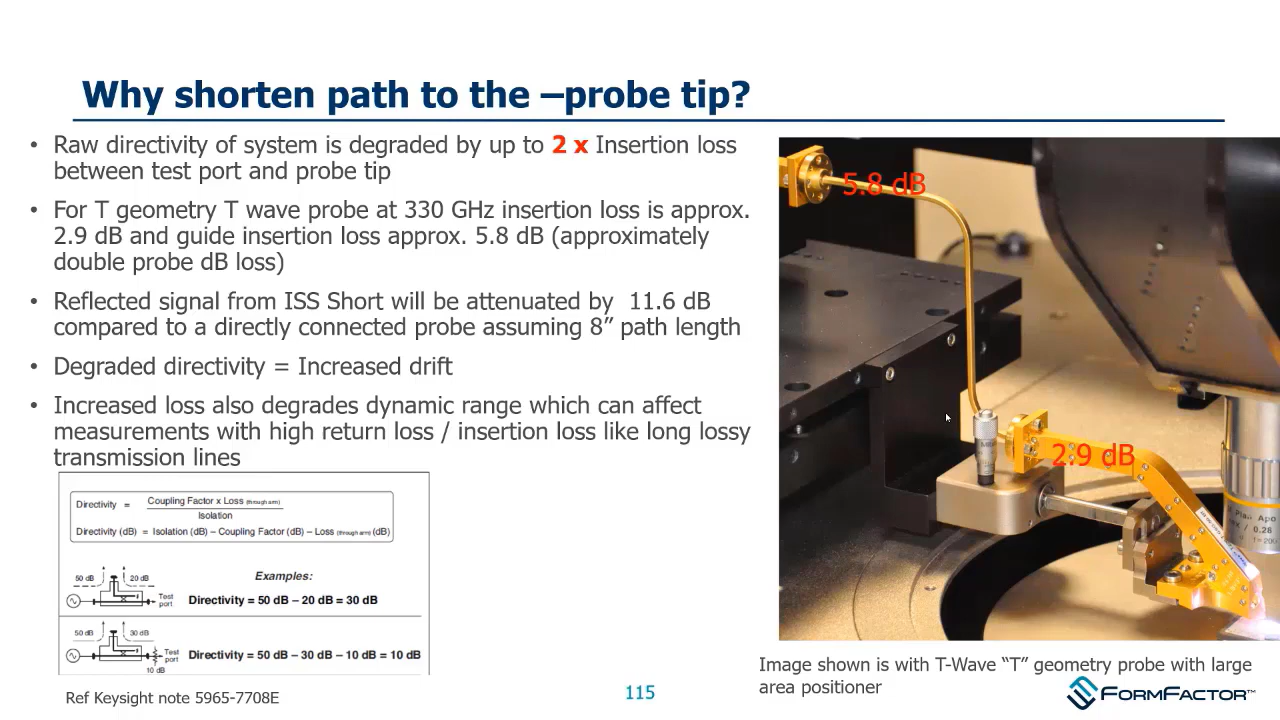 Why shorten path to the –probe tip?
• Raw directivity of system is degraded by up to 2 x Insertion loss
between test port and probe tip
• For T geometry T wave probe at 330 GHz insertion loss is approx.
2.9 dB and guide insertion loss approx. 5.8 dB (approximately
double probe dB loss)
• Reflected signal from ISS Short will be attenuated by 11.6 dB
compared to a directly connected probe assuming 8” path length
• Degraded directivity = Increased drift
• Increased loss also degrades dynamic range which can affect
measurements with high return loss / insertion loss like long lossy
transmission lines
Directivity = Coupling Factor x Loss (through arm)
Isolation
Directivity (dB) = Isolation (dB) – Coupling Factor (dB) – Loss (through arm) (dB)
Examples:
50 dB 20 dB
Test
port
Directivity = 50 dB – 20 dB = 30 dB
50 dB 30 dB
Test
port
10 dB
Directivity = 50 dB – 30 dB – 10 dB = 10 dB
Ref Keysight note 5965-7708E
5.8 dB
2.9 dB
Plan Apo
/ 0.28
Image shown is with T-Wave “T” geometry probe with large
area positioner
115
FORMFACTOR™